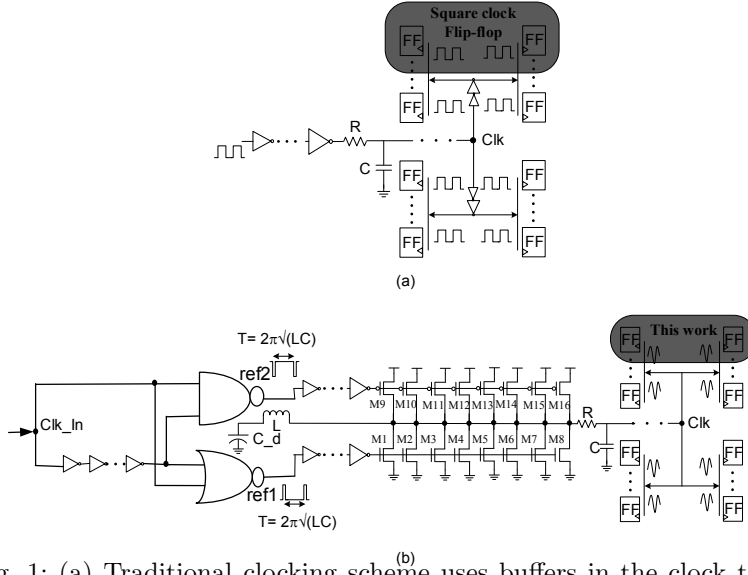 Square clock
Flip-flop
FF
FF
FF
FF
R
C
Clk
FF
FF
FF
FF
(a)
T= 2π√(LC)
ref2
Clk_In
L
C_d
M9 M10 M11 M12 M13 M14 M15 M16
M1 M2 M3 M4 M5 M6 M7 M8
ref1
T= 2π√(LC)
R
C
This work
FF
FF
FF
FF
Clk
FF
FF
FF
FF
(b)
g. 1: (a) Traditional clocking scheme uses buffers in the clock t